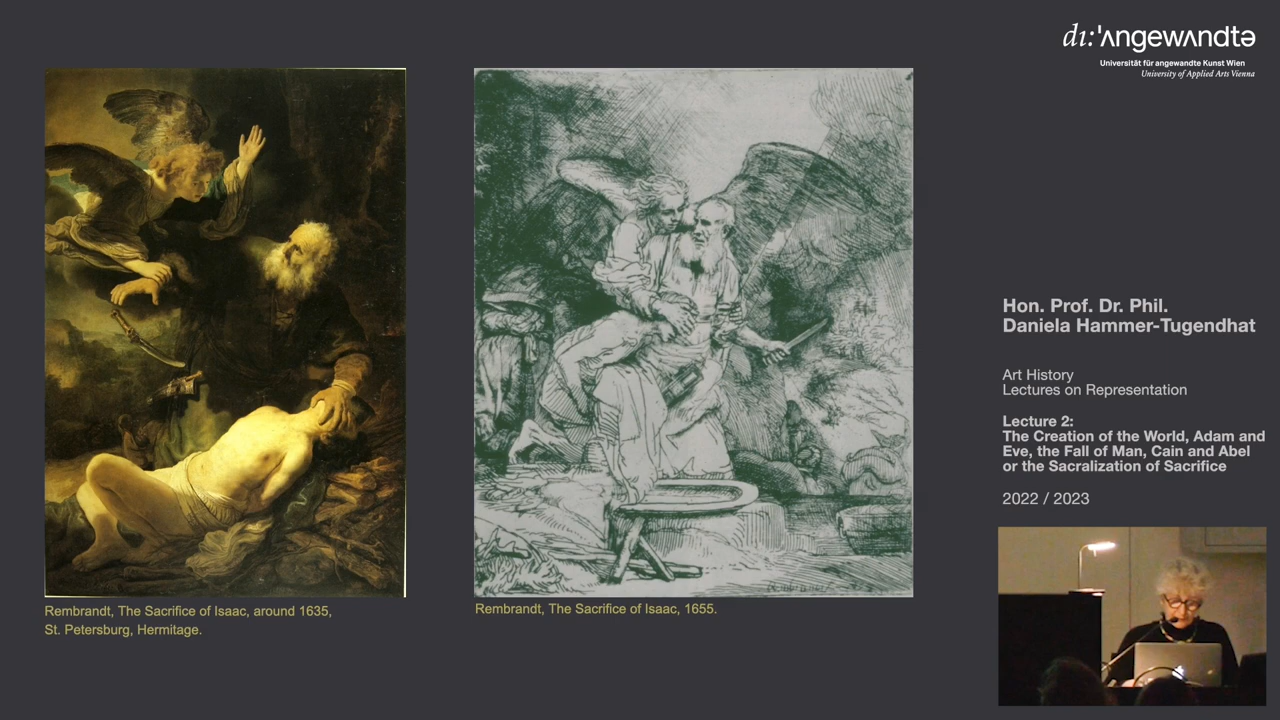 dı:'ʌngewʌndtə
Universität für angewandte Kunst Wien
University of Applied Arts Vienna
Hon. Prof. Dr. Phil.
Daniela Hammer-Tugendhat
Art History
Lectures on Representation
Lecture 2:
The Creation of the World, Adam and
Eve, the Fall of Man, Cain and Abel
or the Sacralization of Sacrifice
2022 / 2023
Rembrandt, The Sacrifice of Isaac, around 1635,
St. Petersburg, Hermitage.
Rembrandt, The Sacrifice of Isaac, 1655.